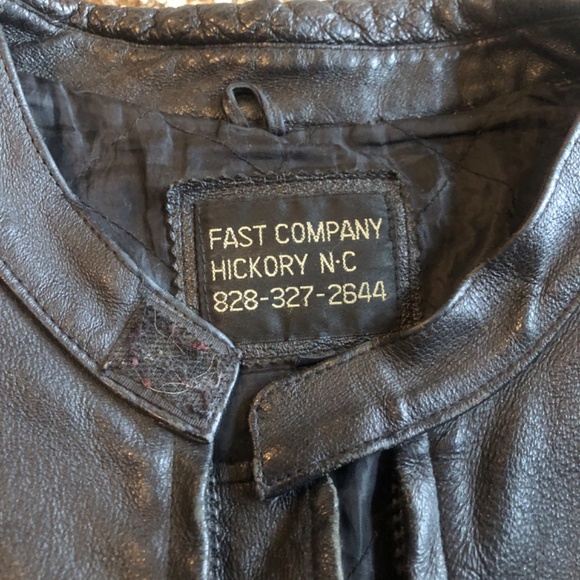 FAST COMPANY
HICKORY N·C
828-327-2644